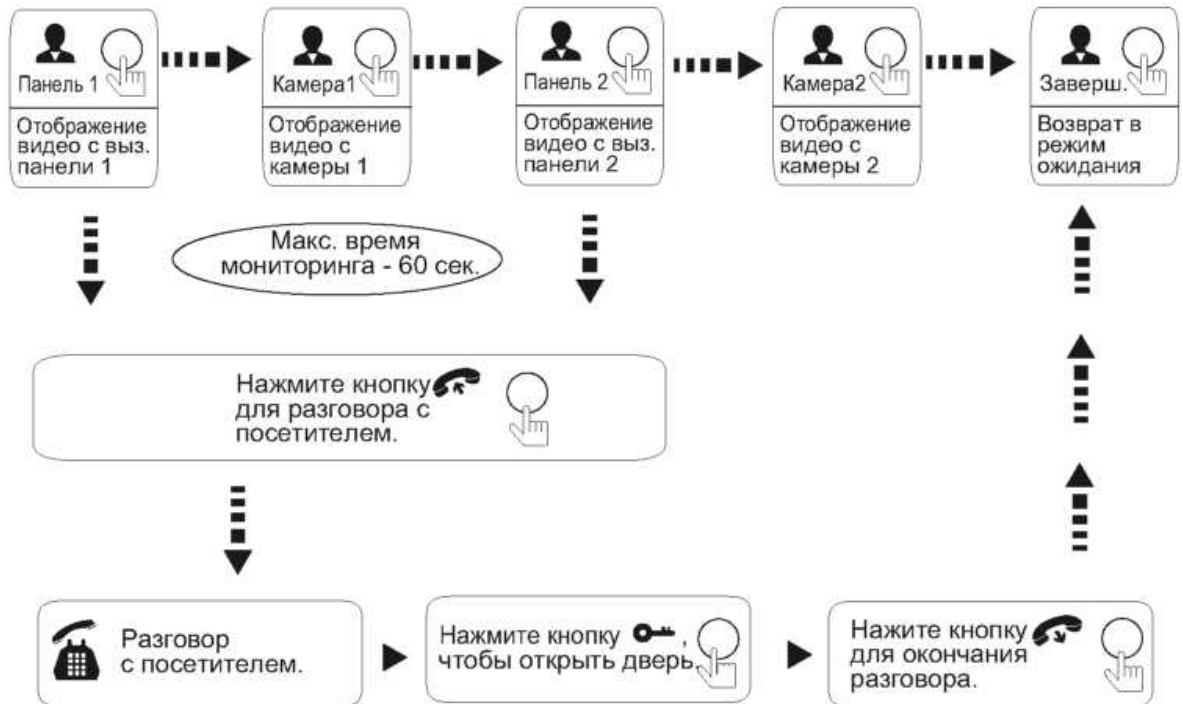 Панель 1
Отображение
видео с выз.
панели 1
Камера1
Отображение
видео с
камеры 1
Панель 2
Отображение
видео с выз.
панели 2
Камера2
Отображение
видео с
камеры 2
Заверш.
Возврат в
режим
ожидания
Макс. время
мониторинга - 60 сек.
Нажмите кнопку
для разговора с
посетителем.
Разговор
с посетителем.
Нажмите кнопку ,
чтобы открыть дверь.
Нажите кнопку
для окончания
разговора.